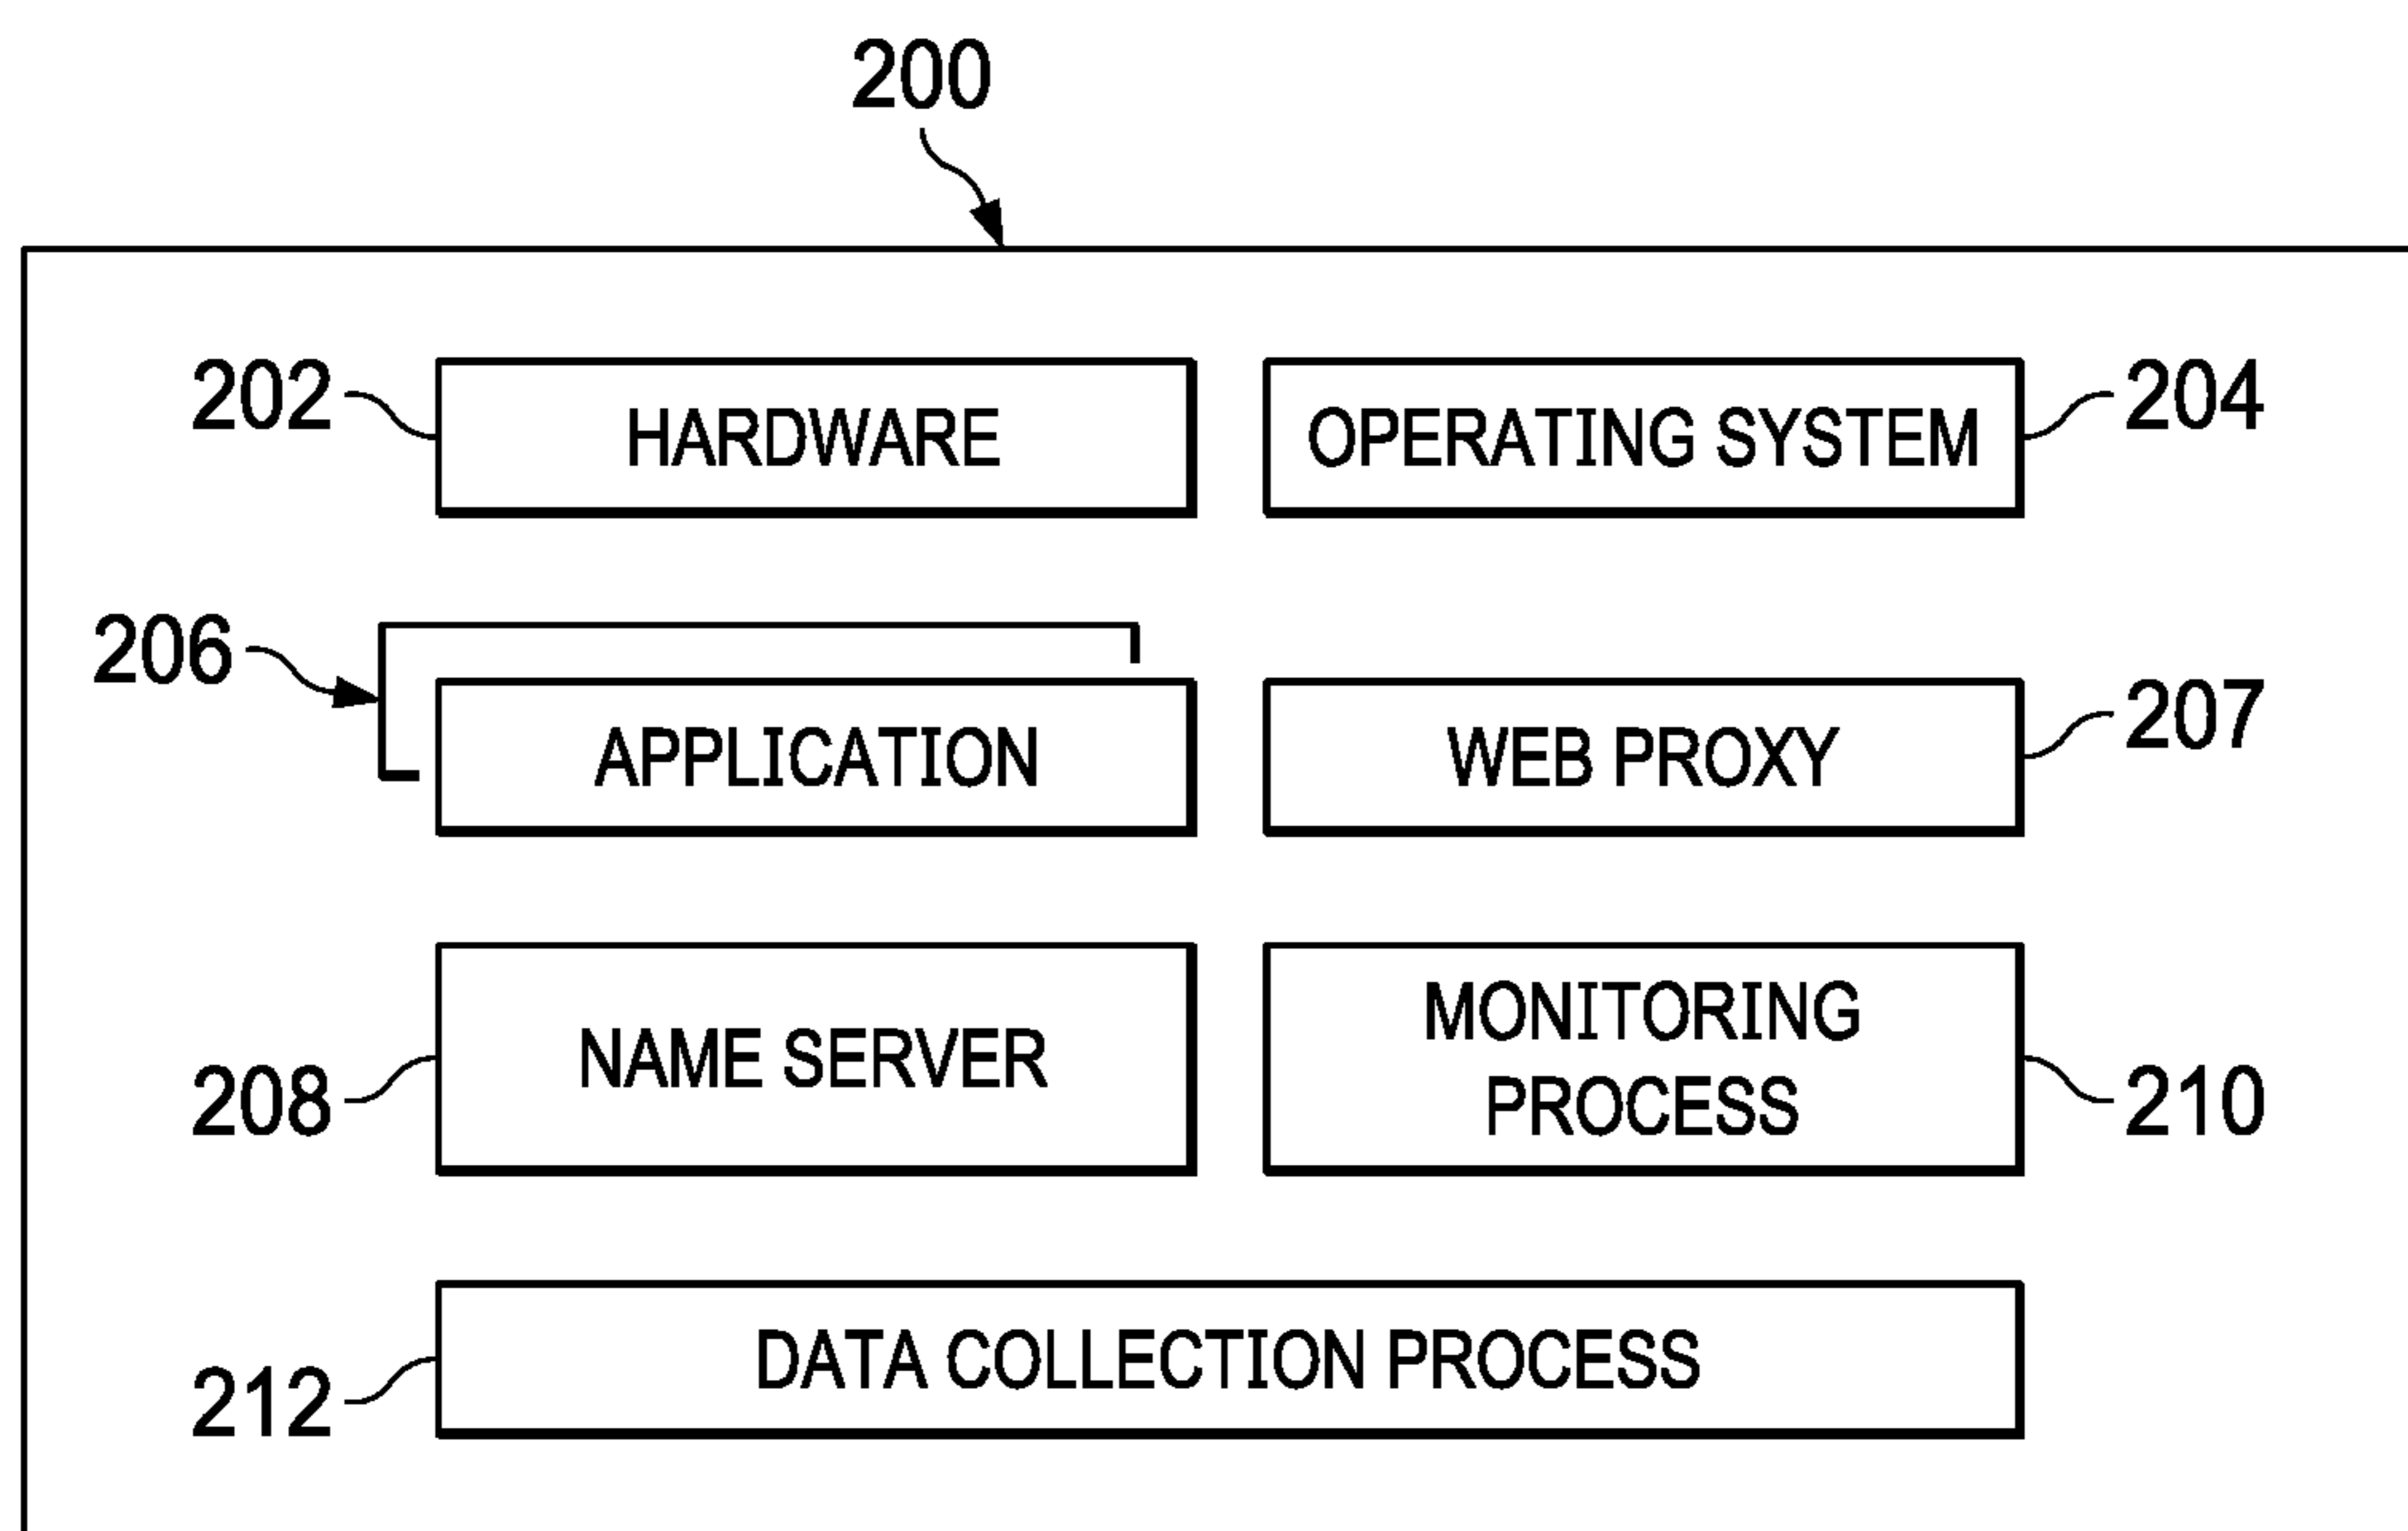 200
202 HARDWARE OPERATING SYSTEM 204
206 APPLICATION WEB PROXY 207
208 NAME SERVER MONITORING
PROCESS 210
212 DATA COLLECTION PROCESS